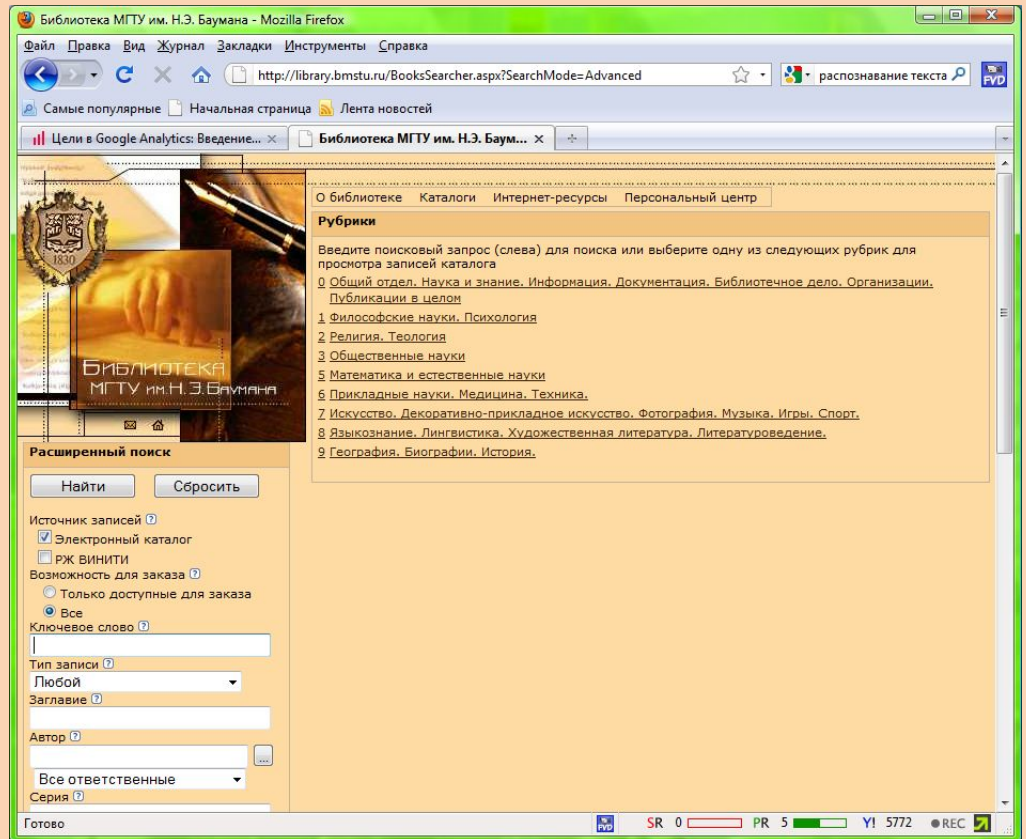 Библиотека МГТУ им. Н.Э. Баумана - Mozilla Firefox
Файл Правка Вид Журнал Закладки Инструменты Справка
http://library.bmstu.ru/BooksSearcher.aspx?SearchMode=Advanced
распознавание текста
FVD
Самые популярные Начальная страница Лента новостей
Цели в Google Analytics: Введение...
Библиотека МГТУ им. Н.Э. Баум...
1830
Библиотека
МГТУ им.Н.Э.Баумана
О библиотеке Каталоги Интернет-ресурсы Персональный центр
Рубрики
Введите поисковый запрос (слева) для поиска или выберите одну из следующих рубрик для
просмотра записей каталога
0 Общий отдел. Наука и знание. Информация. Документация. Библиотечное дело. Организации.
Публикации в целом
1 Философские науки. Психология
2 Религия. Теология
3 Общественные науки
5 Математика и естественные науки
6 Прикладные науки. Медицина. Техника.
7 Искусство. Декоративно-прикладное искусство. Фотография. Музыка. Игры. Спорт.
8 Языкознание. Лингвистика. Художественная литература. Литературоведение.
9 География. Биографии. История.
Расширенный поиск
Найти Сбросить
Источник записей ?
Электронный каталог
РЖ ВИНИТИ
Возможность для заказа ?
Только доступные для заказа
Все
Ключевое слово ?
Тип записи ?
Любой
Заглавие ?
Автор ?
...
Все ответственные
Серия ?
Готово
FVD SR 0 PR 5 Y! 5772 REC